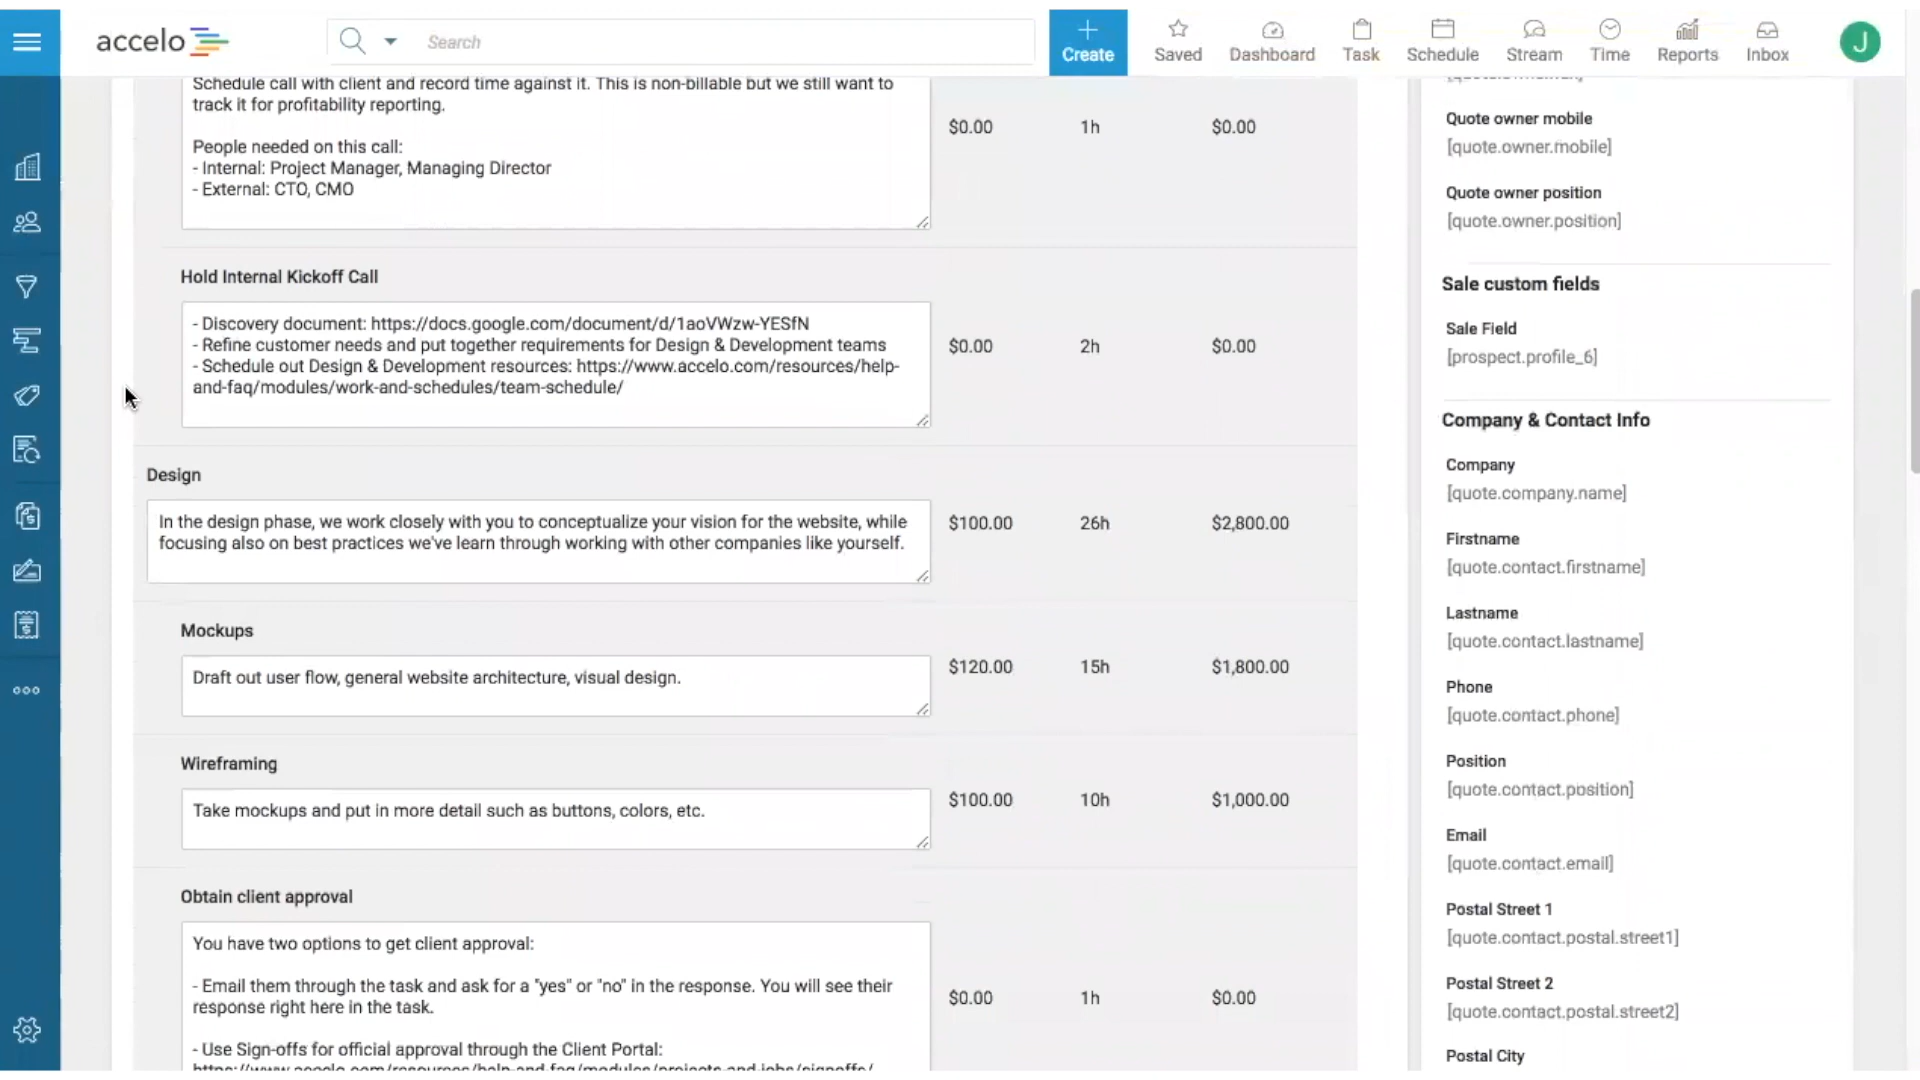 accelo
Search
Create
Saved
Dashboard
Task
Schedule
Stream
Time
Reports
Inbox
J
Schedule call with client and record time against it. This is non-billable but we still want to
track it for profitability reporting.
People needed on this call:
- Internal: Project Manager, Managing Director
- External: CTO, CMO
$0.00 1h $0.00
Hold Internal Kickoff Call
- Discovery document: https://docs.google.com/document/d/1aoVWzw-YESfN
- Refine customer needs and put together requirements for Design & Development teams
- Schedule out Design & Development resources: https://www.accelo.com/resources/help-
and-faq/modules/work-and-schedules/team-schedule/
$0.00 2h $0.00
Design
In the design phase, we work closely with you to conceptualize your vision for the website, while
focusing also on best practices we've learn through working with other companies like yourself.
$100.00 26h $2,800.00
Mockups
Draft out user flow, general website architecture, visual design.
$120.00 15h $1,800.00
Wireframing
Take mockups and put in more detail such as buttons, colors, etc.
$100.00 10h $1,000.00
Obtain client approval
You have two options to get client approval:
- Email them through the task and ask for a "yes" or "no" in the response. You will see their
response right here in the task.
- Use Sign-offs for official approval through the Client Portal:
https://www.accelo.com/resources/help-and-faq/modules/projects-and-jobs/signoffs/
$0.00 1h $0.00
Quote owner mobile
[quote.owner.mobile]
Quote owner position
[quote.owner.position]
Sale custom fields
Sale Field
[prospect.profile_6]
Company & Contact Info
Company
[quote.company.name]
Firstname
[quote.contact.firstname]
Lastname
[quote.contact.lastname]
Phone
[quote.contact.phone]
Position
[quote.contact.position]
Email
[quote.contact.email]
Postal Street 1
[quote.contact.postal.street1]
Postal Street 2
[quote.contact.postal.street2]
Postal City